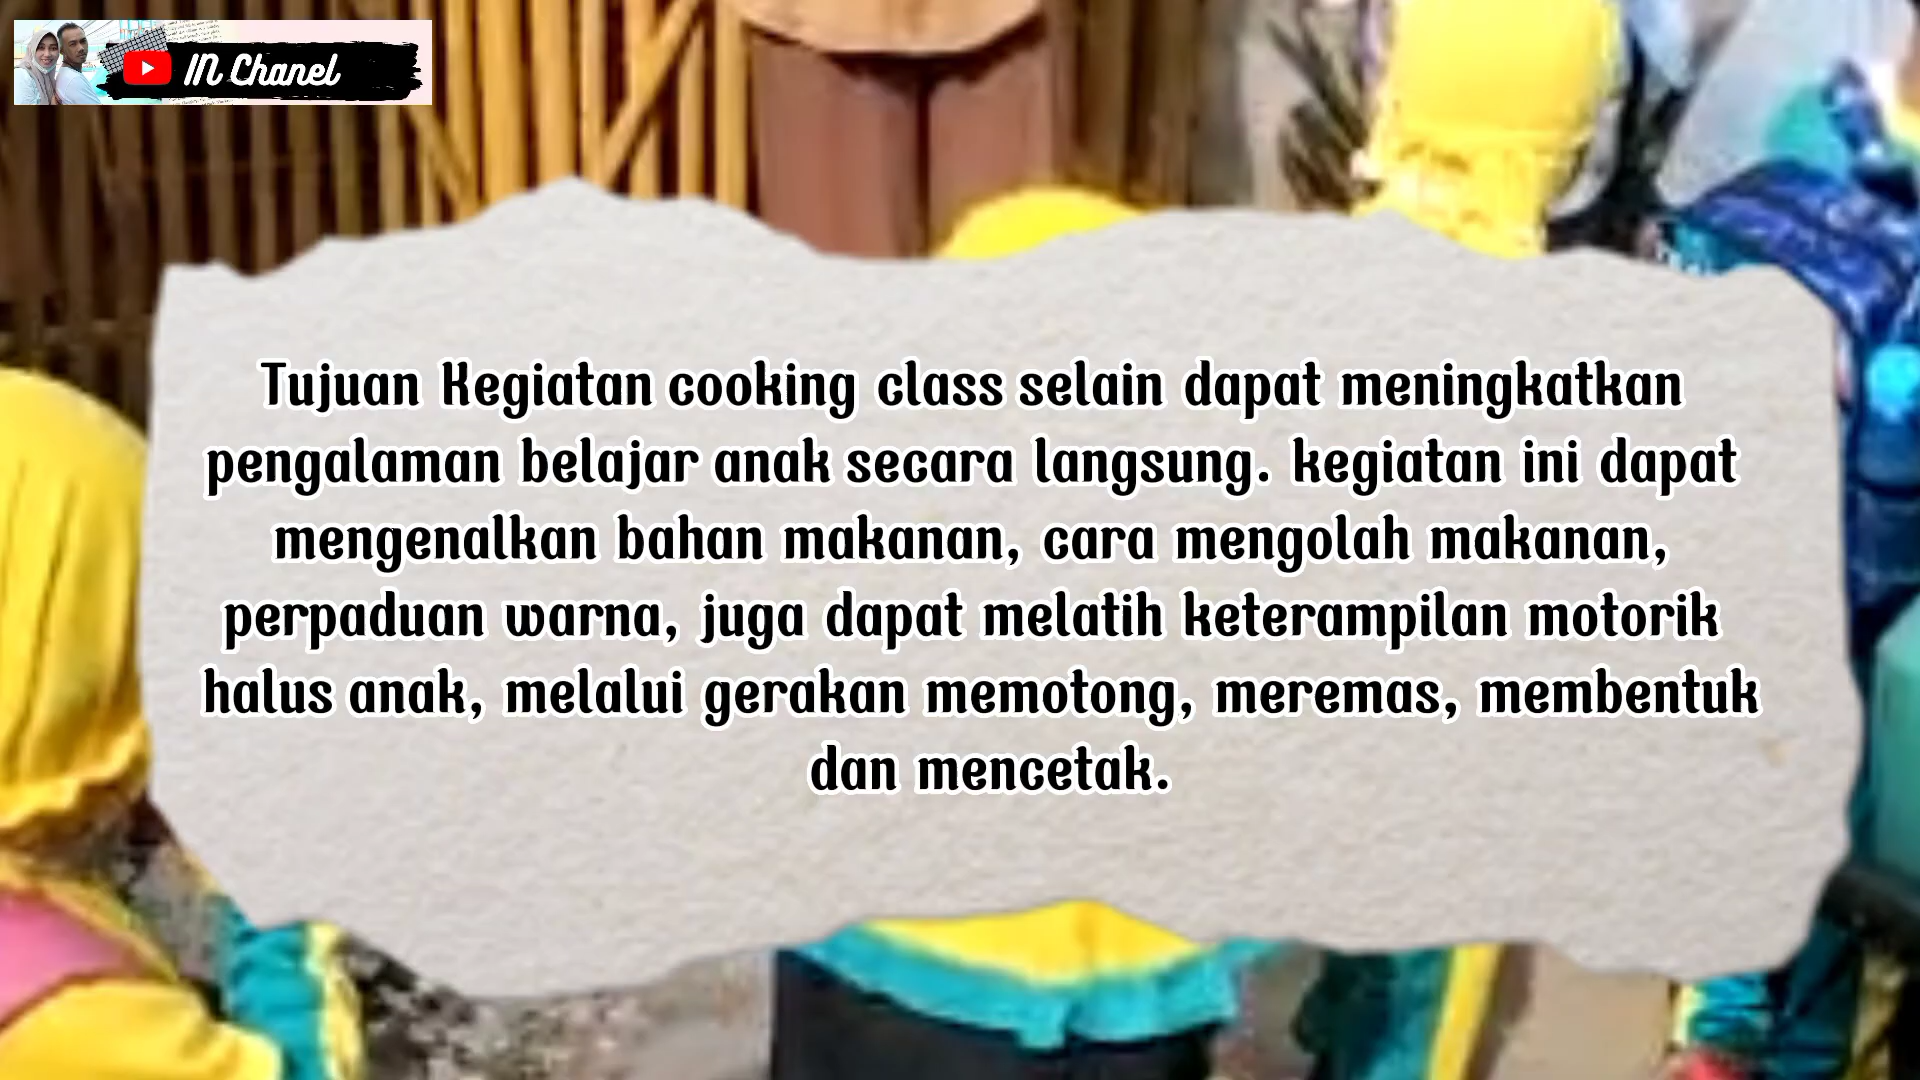 IN Chanel
Tujuan Kegiatan cooking class selain dapat meningkatkan
pengalaman belajar anak secara langsung. kegiatan ini dapat
mengenalkan bahan makanan, cara mengolah makanan,
perpaduan warna, juga dapat melatih keterampilan motorik
halus anak, melalui gerakan memotong, meremas, membentuk
dan mencetak.